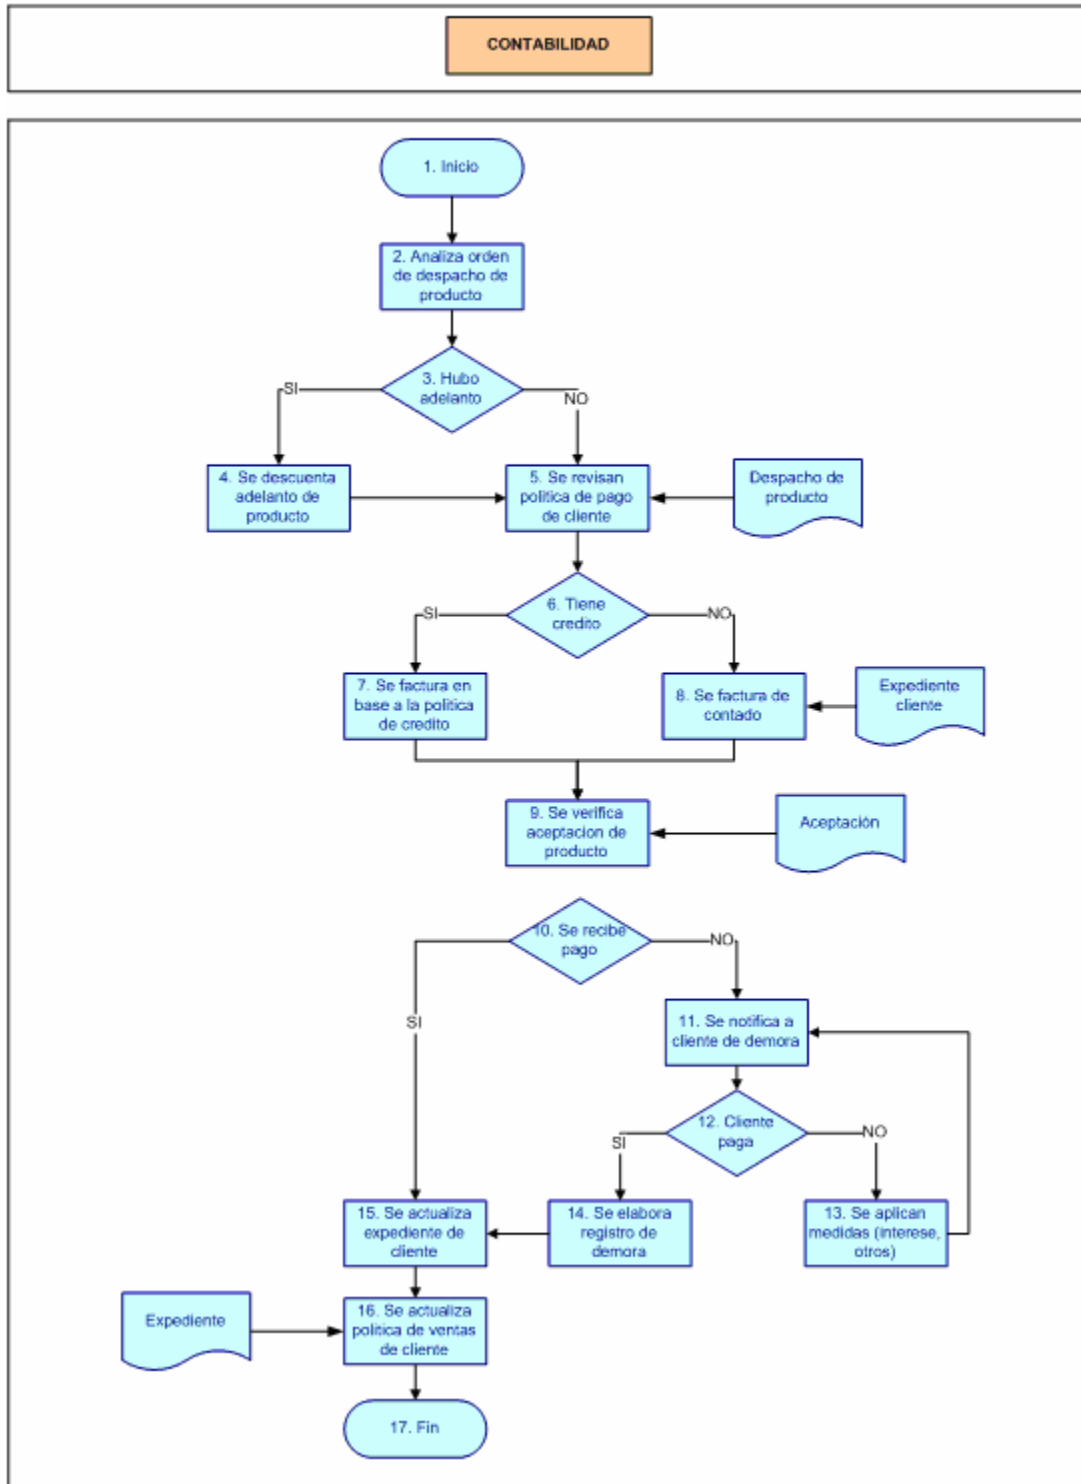 CONTABILIDAD
1. Inicio
2. Analiza orden
de despacho de
producto
3. Hubo
adelanto
SI
NO
4. Se descuenta
adelanto de
producto
5. Se revisan
politica de pago
de cliente
Despacho de
producto
6. Tiene
credito
SI
NO
7. Se factura en
base a la politica
de credito
8. Se factura de
contado
Expediente
cliente
9. Se verifica
aceptacion de
producto
Aceptación
10. Se recibe
pago
NO
SI
11. Se notifica a
cliente de demora
12. Cliente
paga
SI
NO
15. Se actualiza
expediente de
cliente
14. Se elabora
registro de
demora
13. Se aplican
medidas (interese,
otros)
Expediente
16. Se actualiza
politica de ventas
de cliente
17. Fin